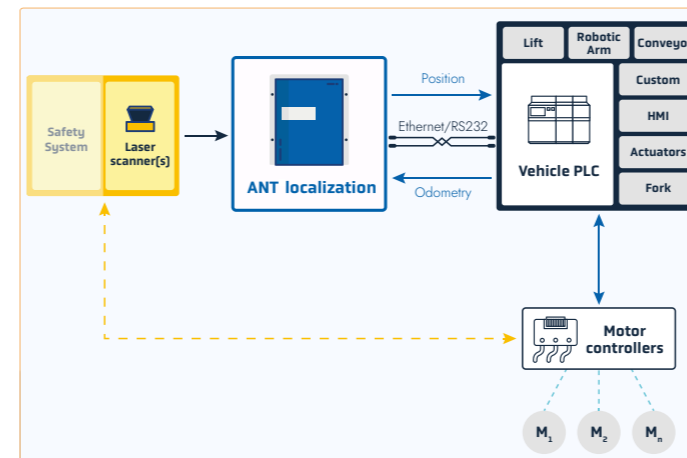 Lift
Robotic
Arm
Conveyo
Safety
System
Laser
scanner(s)
ANT localization
Position
Ethernet/RS232
Odometry
Vehicle PLC
Custom
HMI
Actuators
Fork
Motor
controllers
M1
M2
Mn